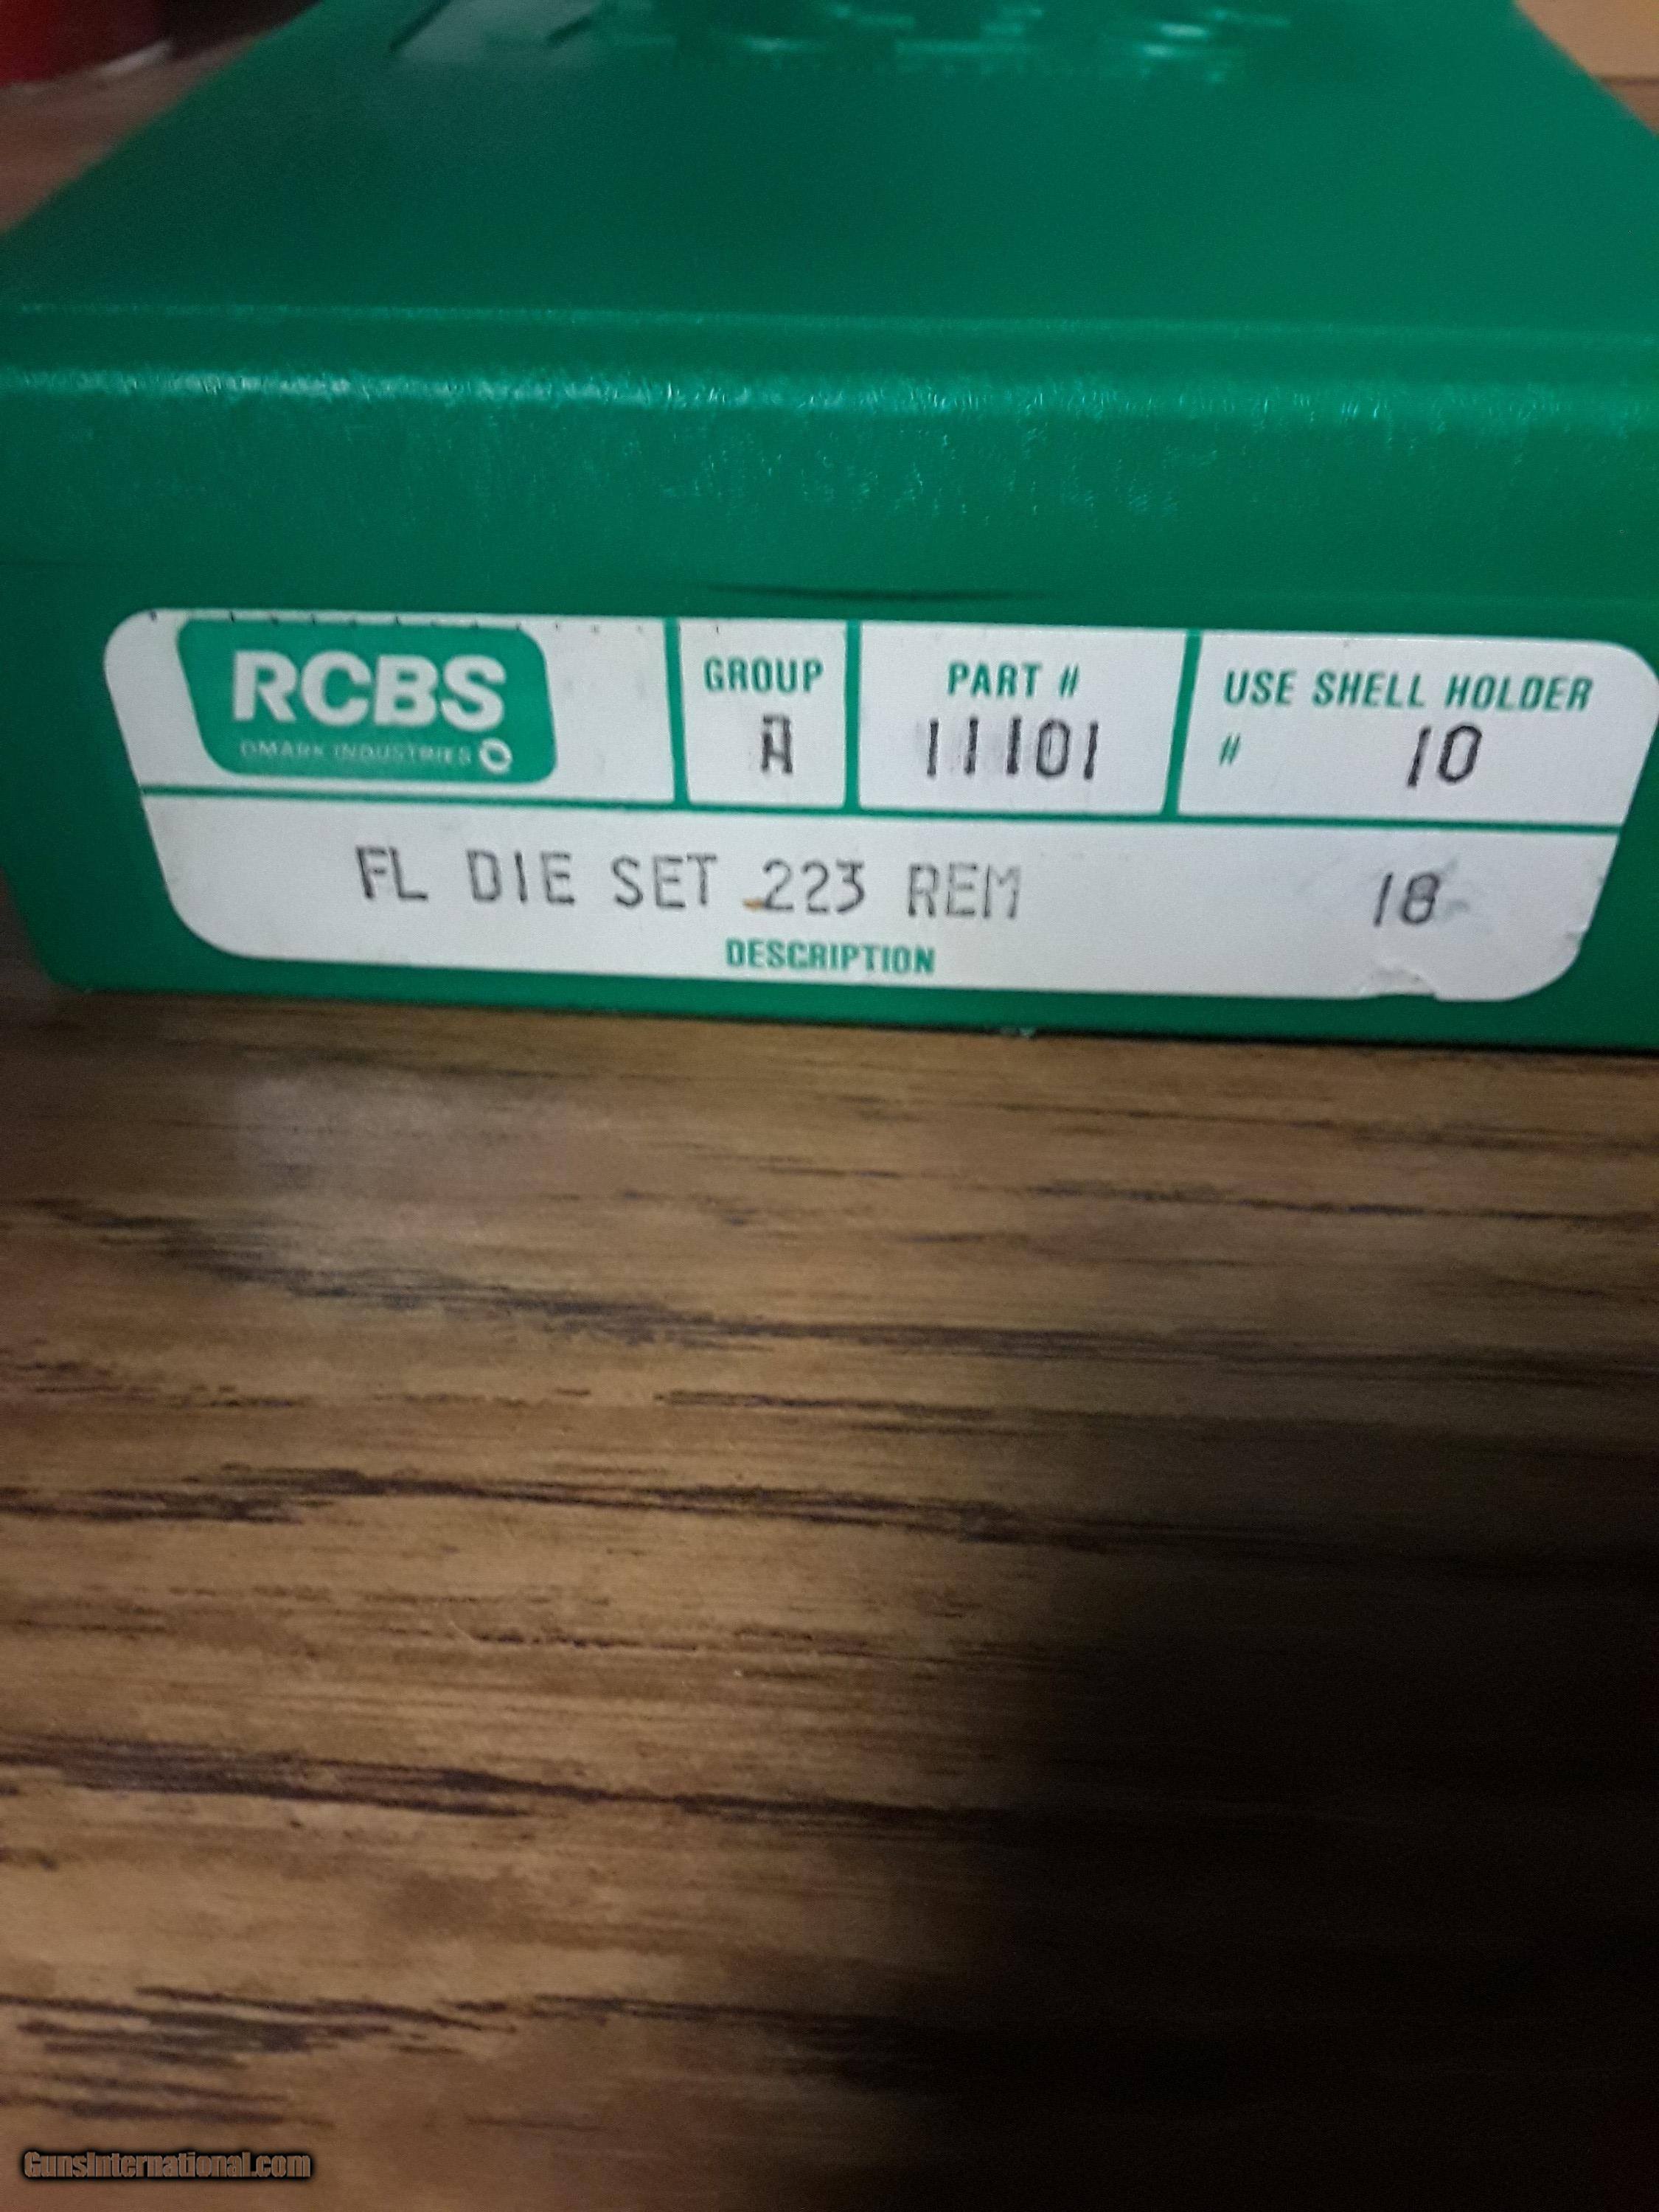 RCBS
OMARK INDUSTRIES
GROUP
A
PART #
11101
USE SHELL HOLDER
# 10
FL DIE SET .223 REM 18
DESCRIPTION
GunsInternational.com